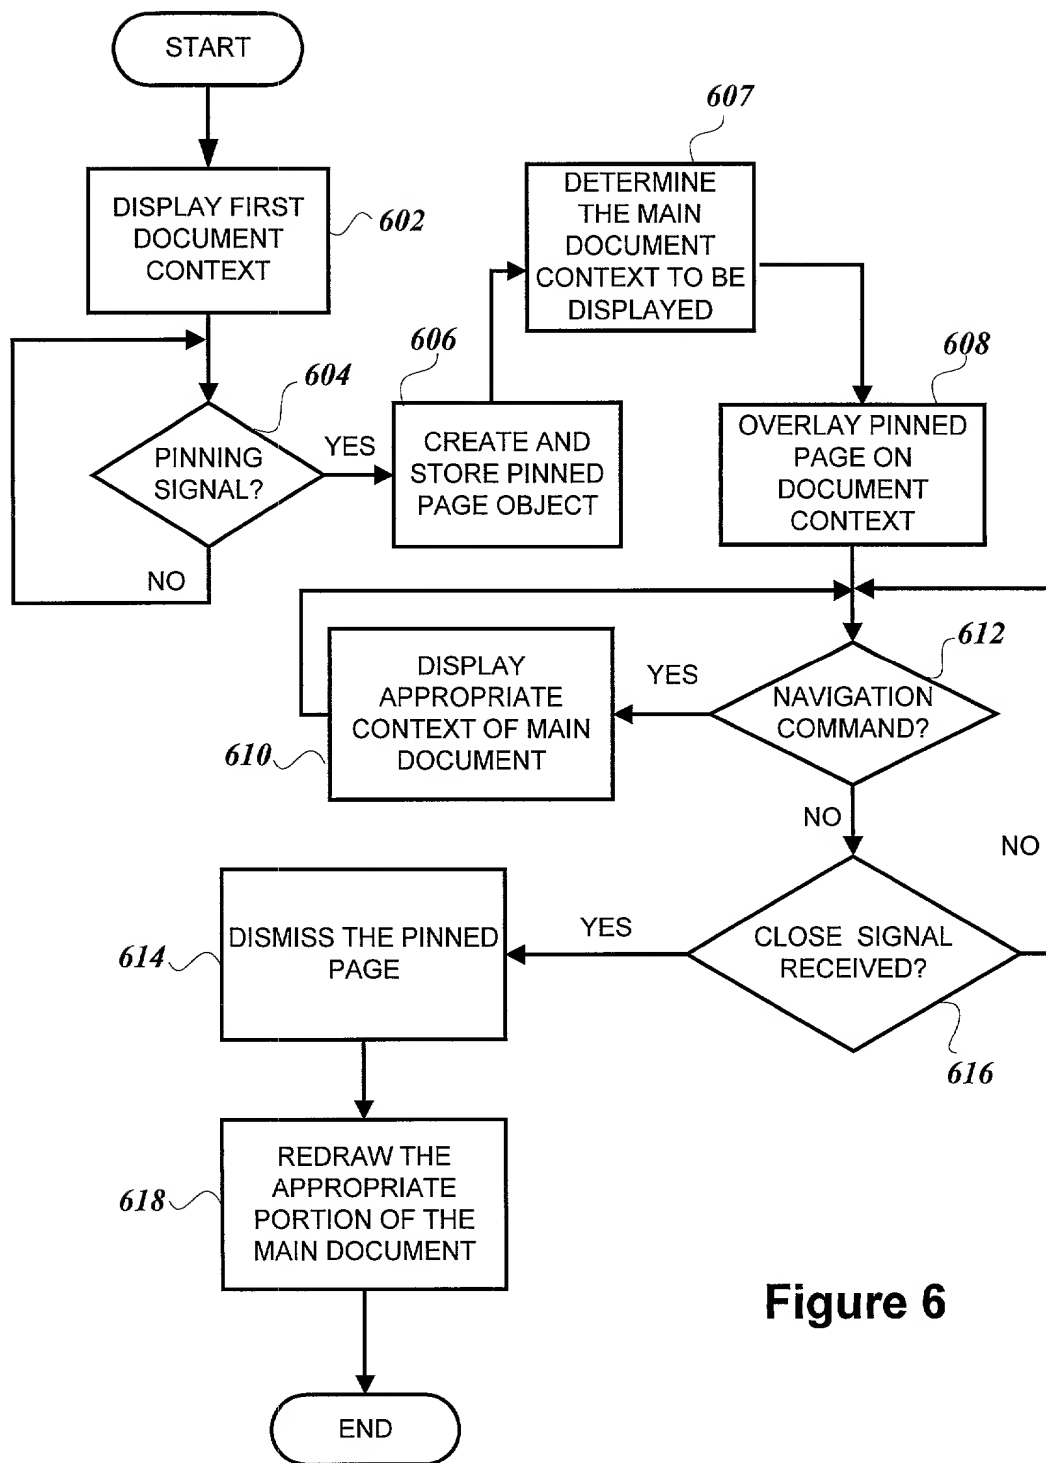 START
DISPLAY FIRST
DOCUMENT
CONTEXT
602
604
PINNING
SIGNAL?
YES
NO
606
CREATE AND
STORE PINNED
PAGE OBJECT
607
DETERMINE
THE MAIN
DOCUMENT
CONTEXT TO BE
DISPLAYED
608
OVERLAY PINNED
PAGE ON
DOCUMENT
CONTEXT
612
NAVIGATION
COMMAND?
YES
DISPLAY
APPROPRIATE
CONTEXT OF MAIN
DOCUMENT
610
NO
NO
CLOSE SIGNAL
RECEIVED?
616
YES
DISMISS THE PINNED
PAGE
614
REDRAW THE
APPROPRIATE
PORTION OF THE
MAIN DOCUMENT
618
END
Figure 6